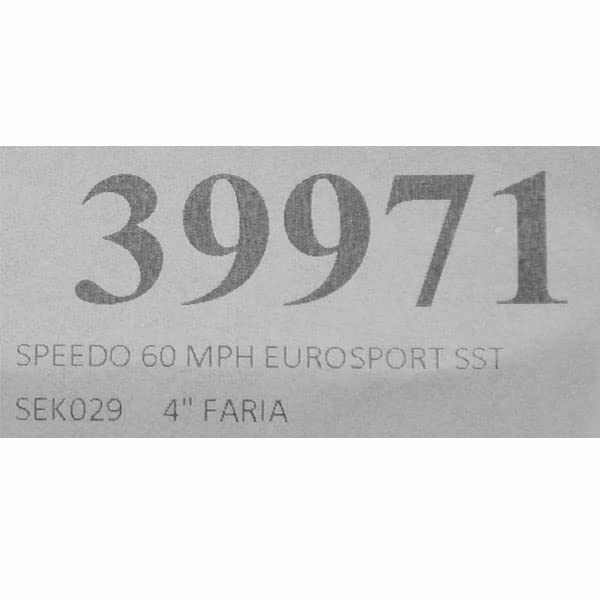 39971
SPEEDO 60 MPH EUROSPORT SST
SEK029 4" FARIA